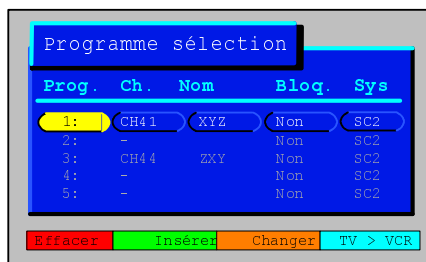 Programme sélection
Prog. Ch. Nom Bloq. Sys
1: CH41 XYZ Non SC2
2: - Non SC2
3: CH44 ZXY Non SC2
4: - Non SC2
5: - Non SC2
Effacer Insérer Changer TV > VCR